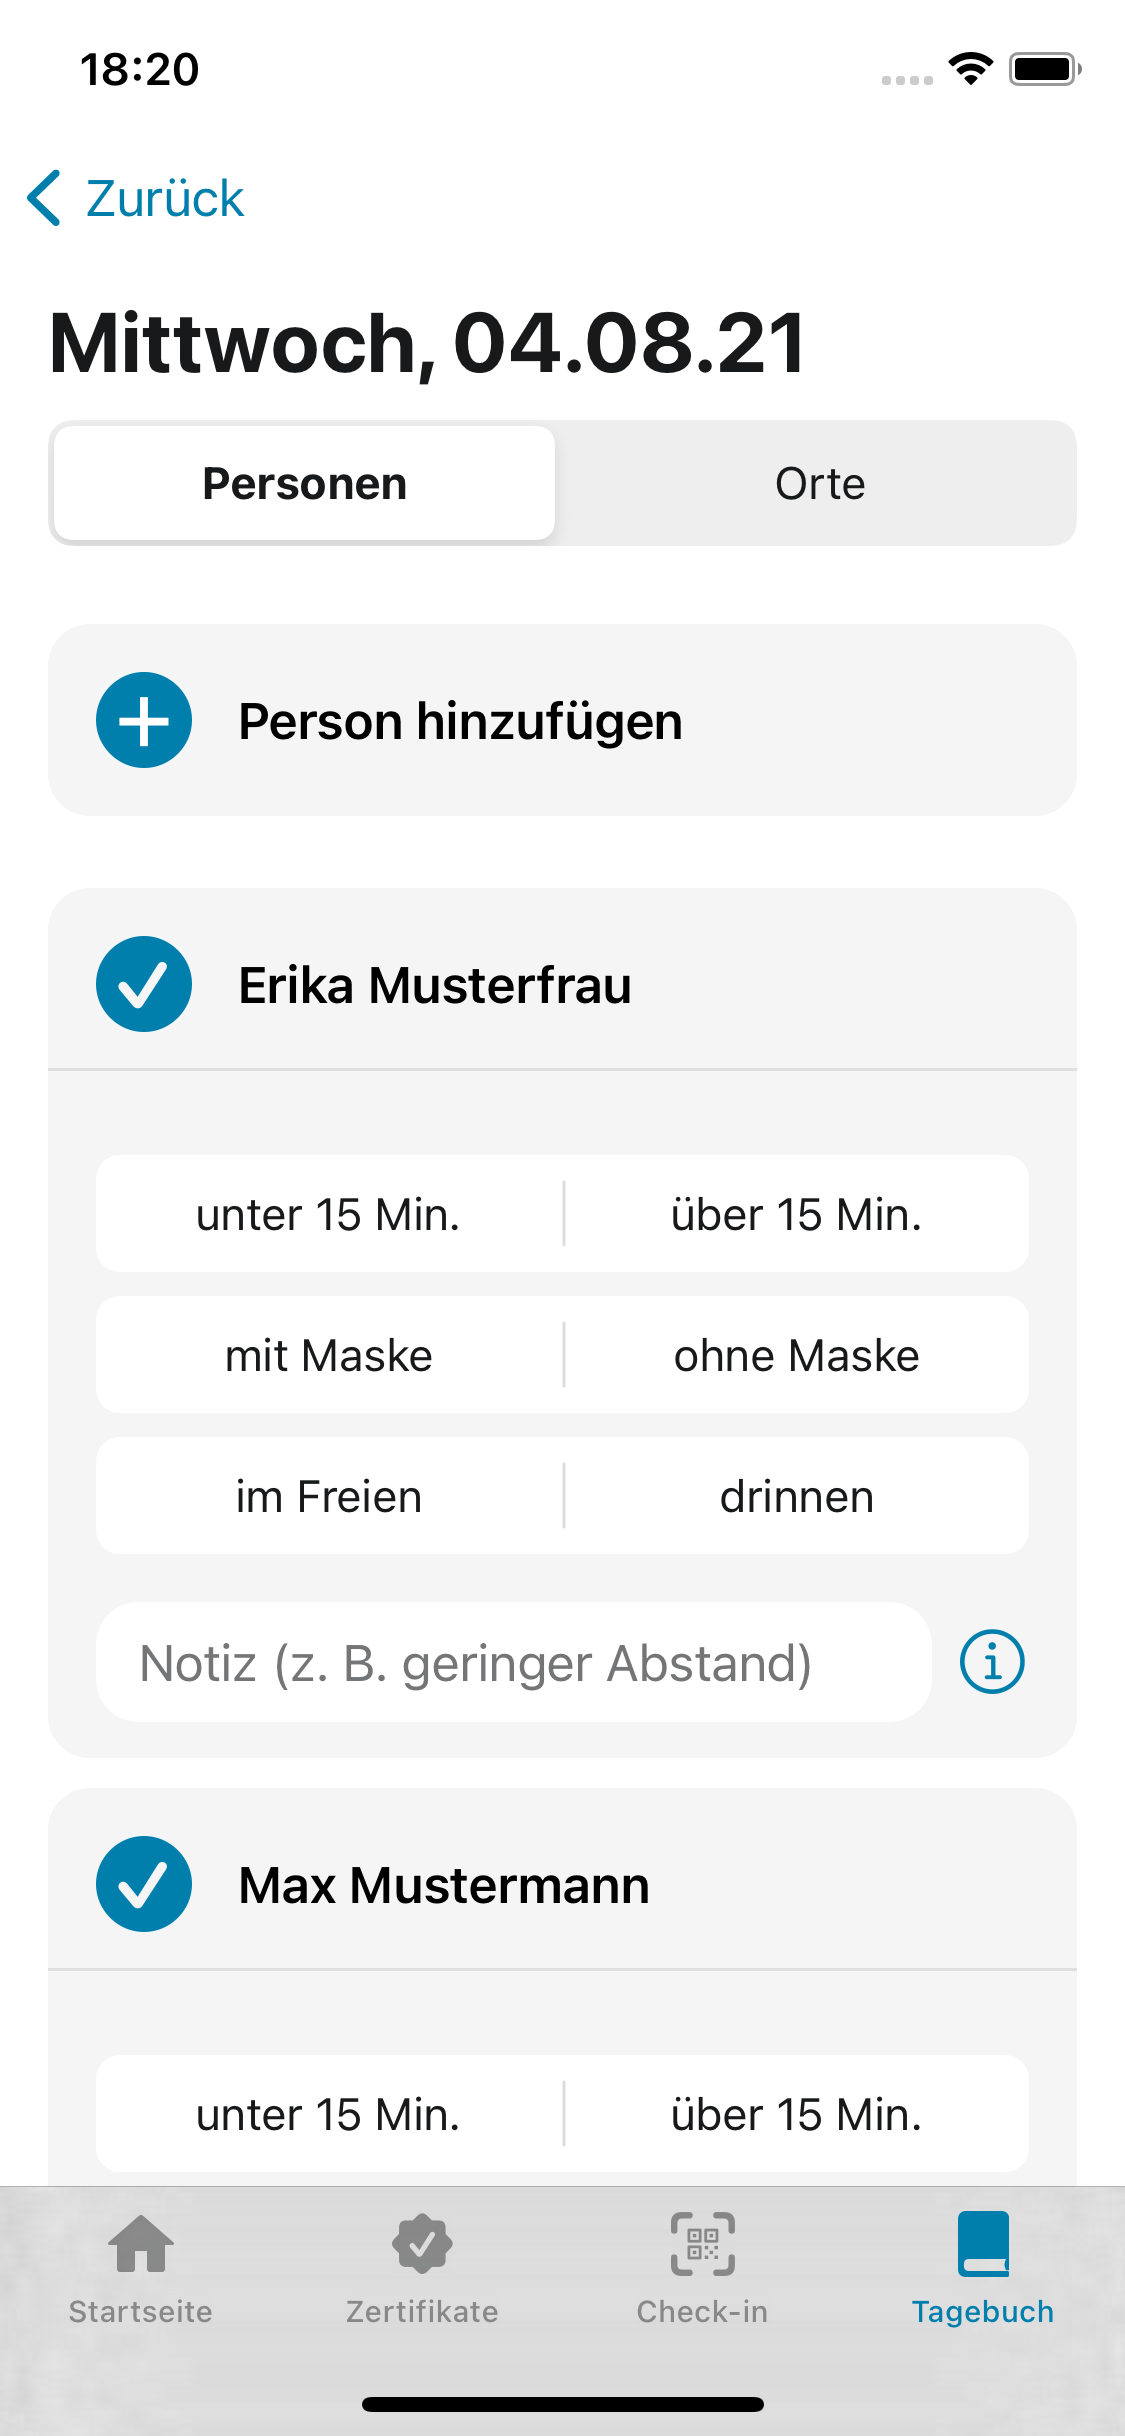 18:20
Zurück
Mittwoch, 04.08.21
Personen
Orte
Person hinzufügen
Erika Musterfrau
unter 15 Min.
über 15 Min.
mit Maske
ohne Maske
im Freien
drinnen
Notiz (z. B. geringer Abstand)
Max Mustermann
unter 15 Min.
über 15 Min.
Startseite
Zertifikate
Check-in
Tagebuch